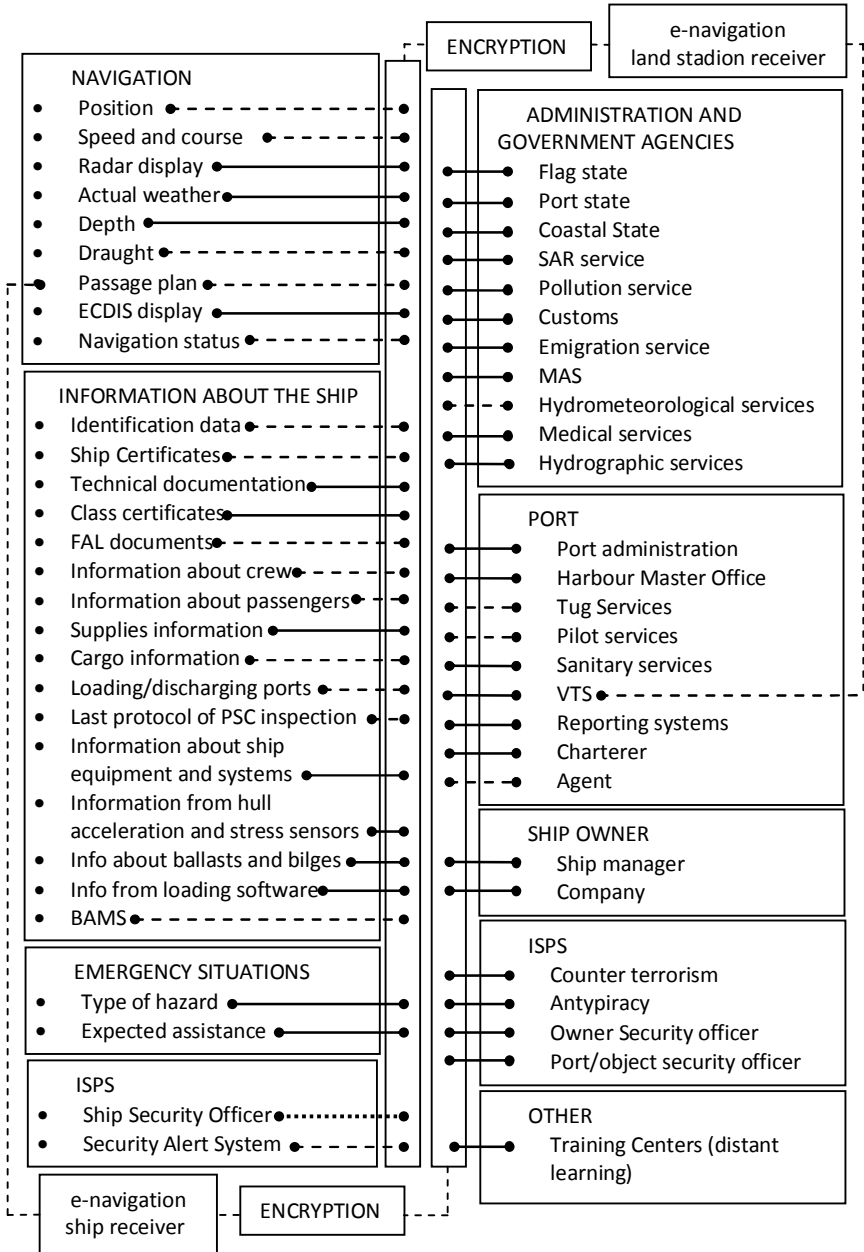 ENCRYPTION
e-navigation
land stadion receiver
NAVIGATION
Position
Speed and course
Radar display
Actual weather
Depth
Draught
Passage plan
ECDIS display
Navigation status
INFORMATION ABOUT THE SHIP
Identification data
Ship Certificates
Technical documentation
Class certificates
FAL documents
Information about crew
Information about passengers
Supplies information
Cargo information
Loading/discharging ports
Last protocol of PSC inspection
Information about ship
equipment and systems
Information from hull
acceleration and stress sensors
Info about ballasts and bilges
Info from loading software
BAMS
EMERGENCY SITUATIONS
Type of hazard
Expected assistance
ISPS
Ship Security Officer
Security Alert System
e-navigation
ship receiver
ENCRYPTION
ADMINISTRATION AND
GOVERNMENT AGENCIES
Flag state
Port state
Coastal State
SAR service
Pollution service
Customs
Emigration service
MAS
Hydrometeorological services
Medical services
Hydrographic services
PORT
Port administration
Harbour Master Office
Tug Services
Pilot services
Sanitary services
VTS
Reporting systems
Charterer
Agent
SHIP OWNER
Ship manager
Company
ISPS
Counter terrorism
Antypiracy
Owner Security officer
Port/object security officer
OTHER
Training Centers (distant
learning)